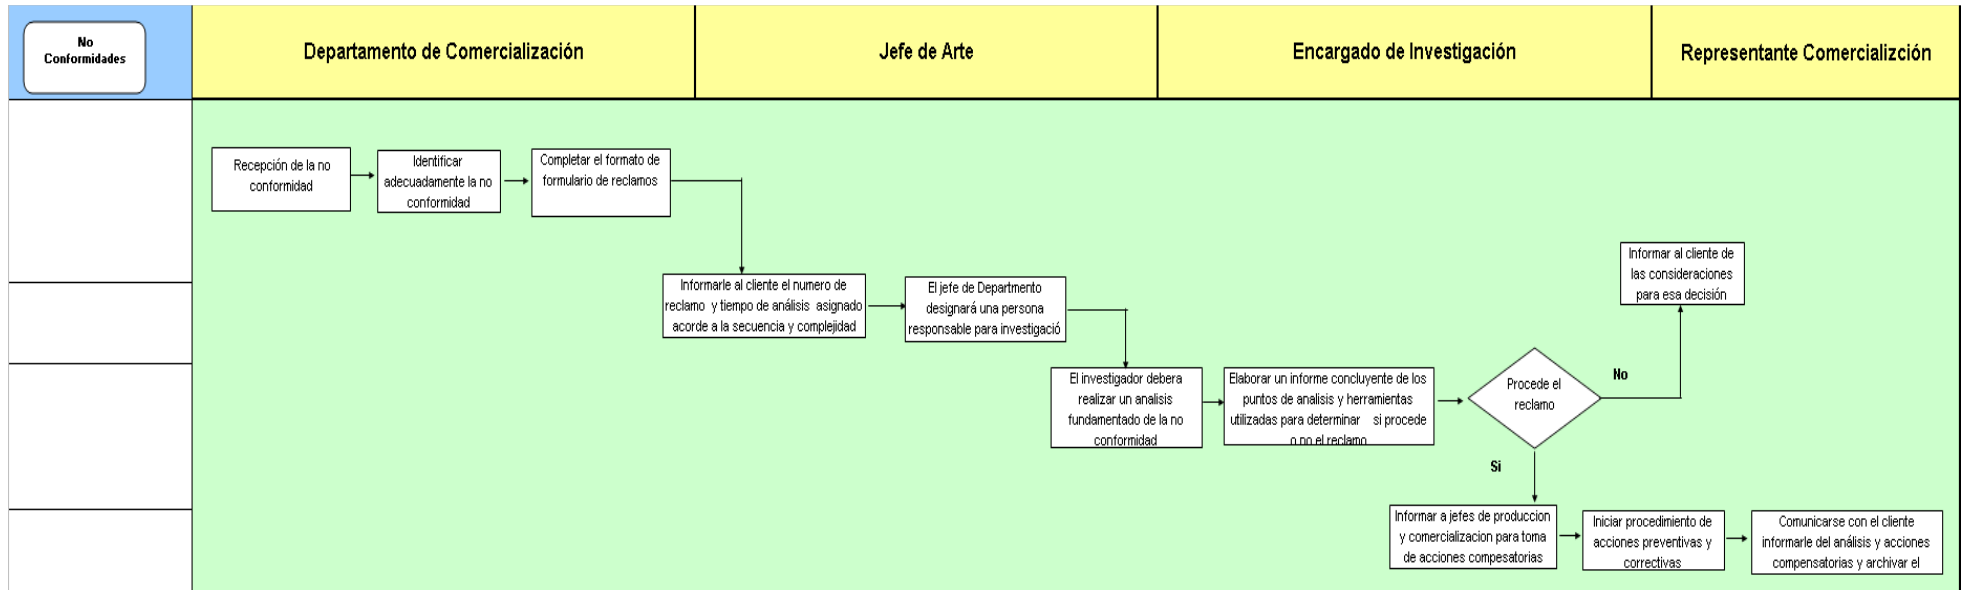 No
Conformidades
Departamento de Comercialización
Jefe de Arte
Encargado de Investigación
Representante Comercializción
Recepción de la no
conformidad
Identificar
adecuadamente la no
conformidad
Completar el formato de
formulario de reclamos
Informarle al cliente el numero de
reclamo y tiempo de análisis asignado
acorde a la secuencia y complejidad
El jefe de Departmento
designará una persona
responsable para investigació
El investigador debera
realizar un analisis
fundamentado de la no
conformidad
Elaborar un informe concluyente de los
puntos de analisis y herramientas
utilizadas para determinar si procede
o no el reclamo
Procede el
reclamo
No
Informar al cliente de
las consideraciones
para esa decisión
Si
Informar a jefes de produccion
y comercializacion para toma
de acciones compesatorias
Iniciar procedimiento de
acciones preventivas y
correctivas
Comunicarse con el cliente
informarle del análisis y acciones
compensatorias y archivar el